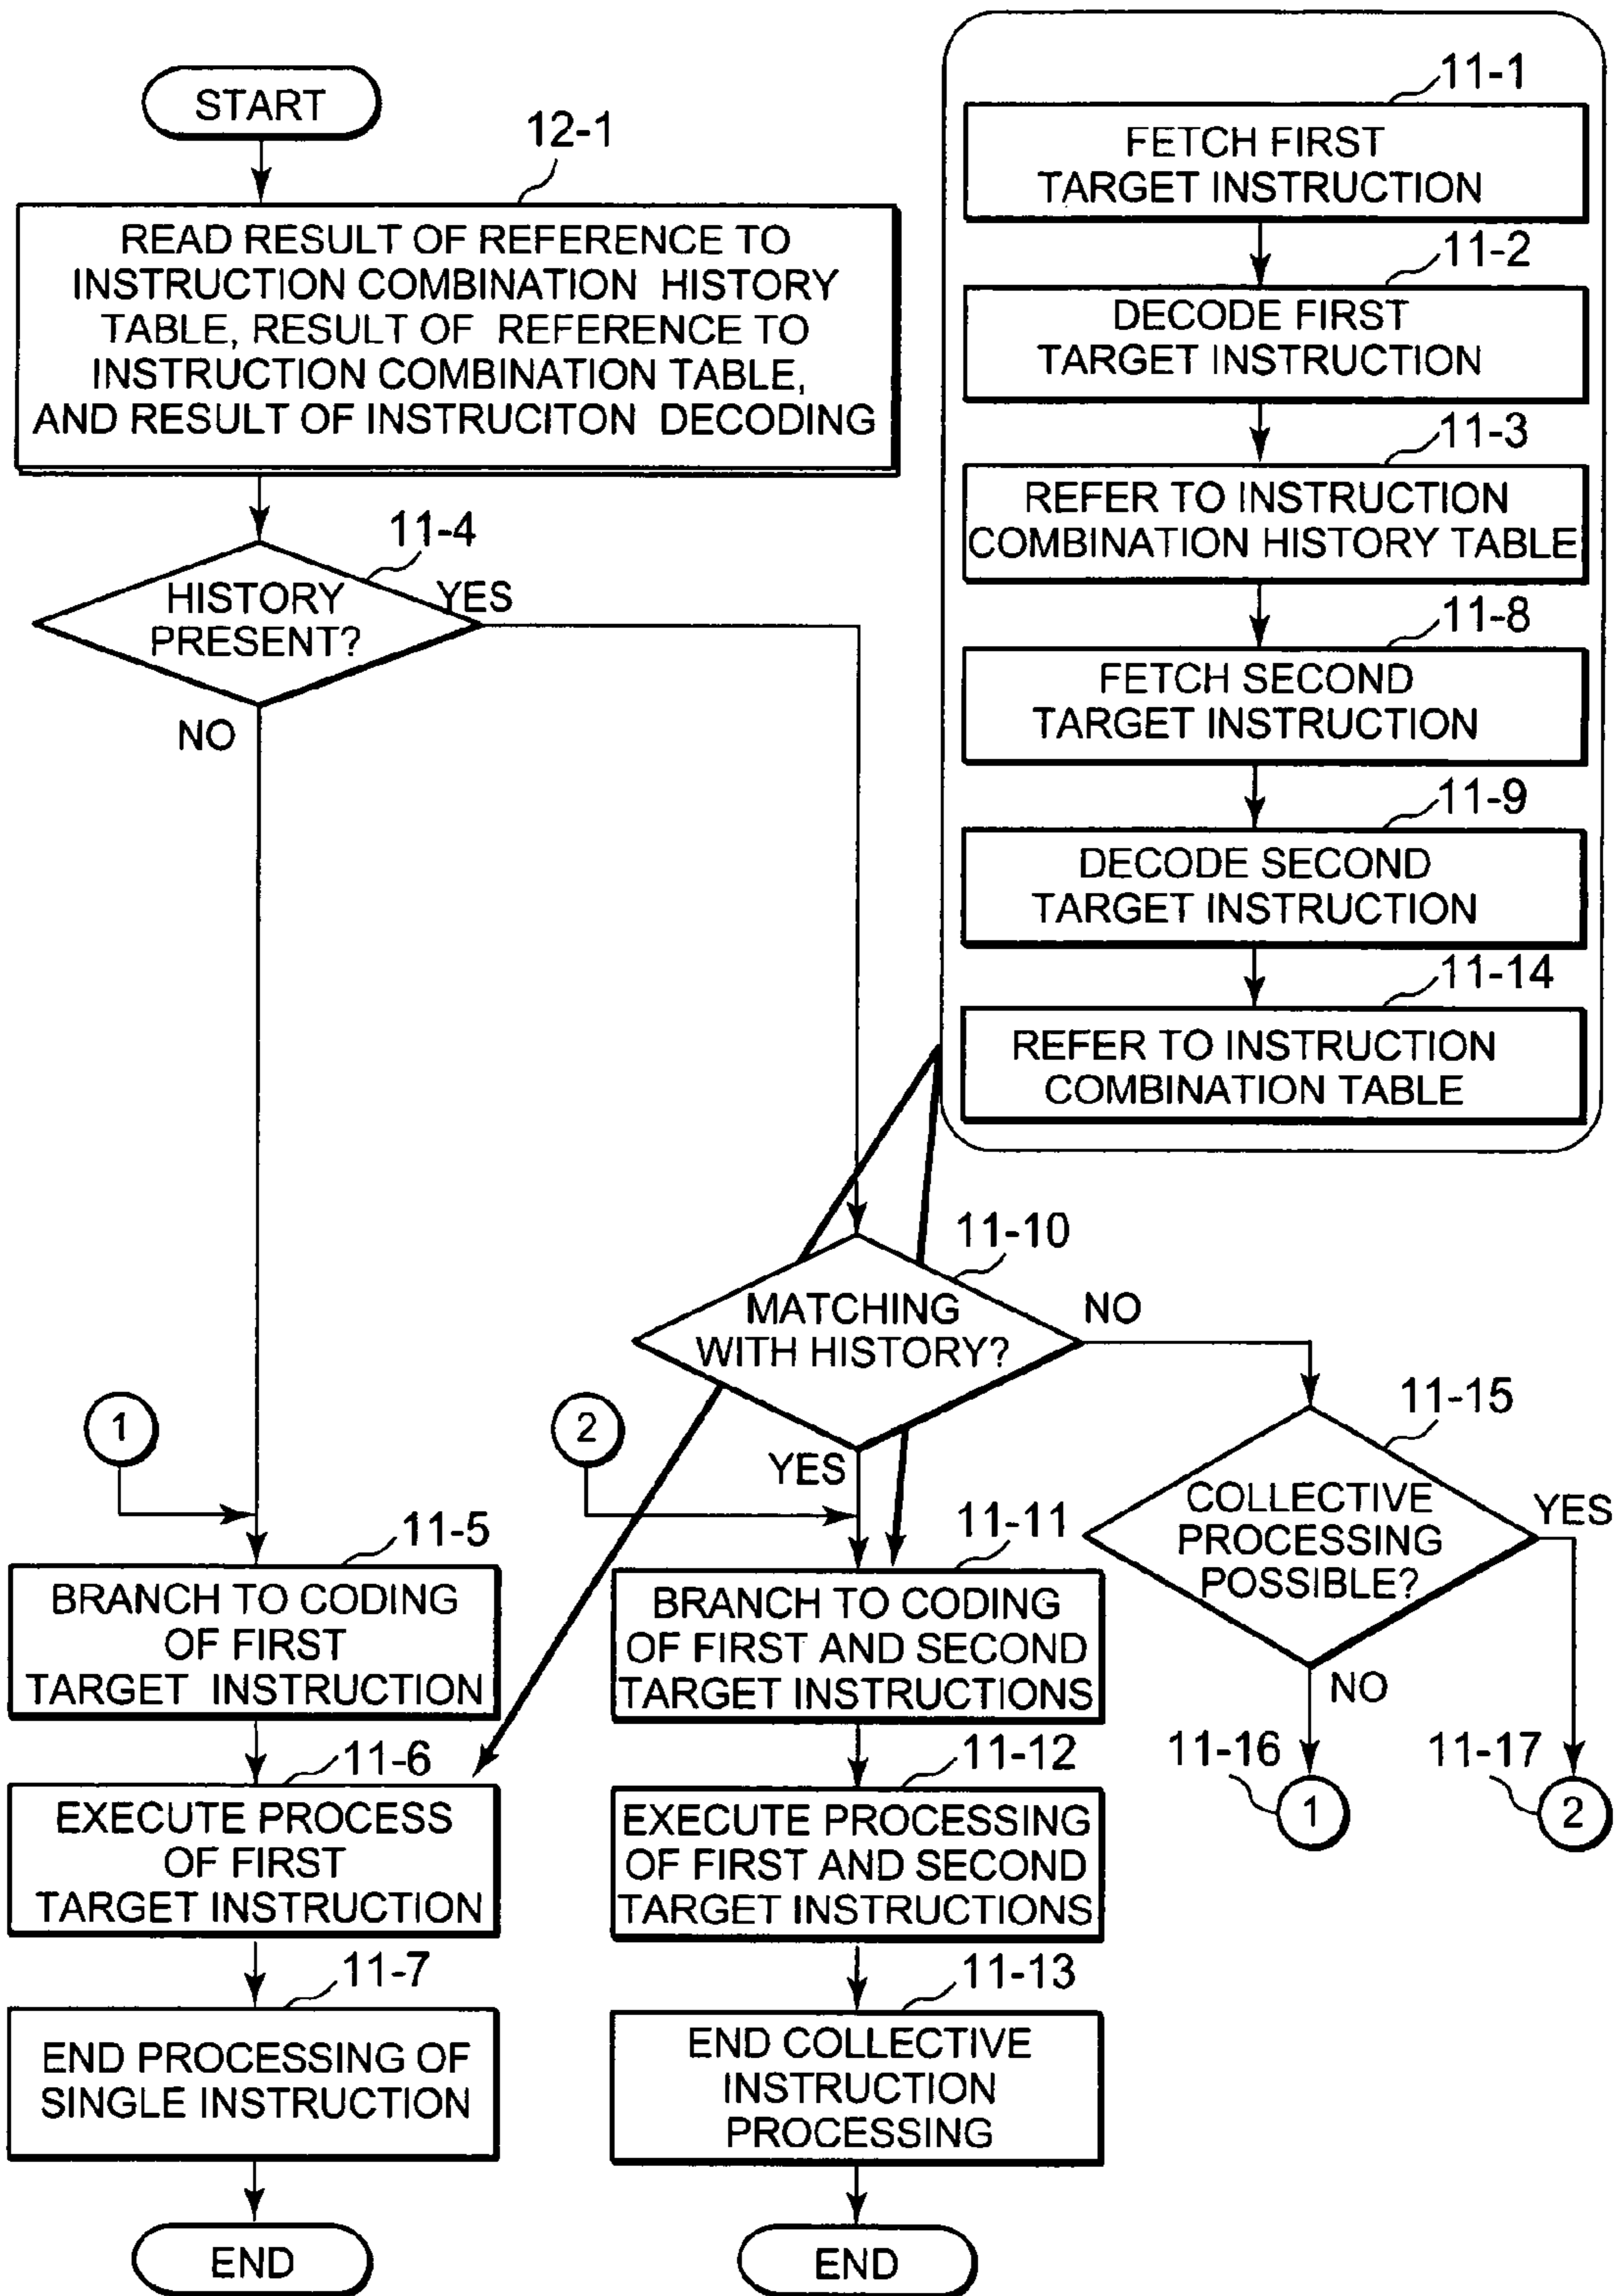 START
12-1
READ RESULT OF REFERENCE TO
INSTRUCTION COMBINATION HISTORY
TABLE, RESULT OF REFERENCE TO
INSTRUCTION COMBINATION TABLE,
AND RESULT OF INSTRUCITON DECODING
11-4
HISTORY
PRESENT?
YES
NO
11-1
FETCH FIRST
TARGET INSTRUCTION
11-2
DECODE FIRST
TARGET INSTRUCTION
11-3
REFER TO INSTRUCTION
COMBINATION HISTORY TABLE
11-8
FETCH SECOND
TARGET INSTRUCTION
11-9
DECODE SECOND
TARGET INSTRUCTION
11-14
REFER TO INSTRUCTION
COMBINATION TABLE
11-10
MATCHING
WITH HISTORY?
NO
YES
11-15
COLLECTIVE
PROCESSING
POSSIBLE?
YES
NO
11-16
1
11-17
2
1
11-5
BRANCH TO CODING
OF FIRST
TARGET INSTRUCTION
11-6
EXECUTE PROCESS
OF FIRST
TARGET INSTRUCTION
11-7
END PROCESSING OF
SINGLE INSTRUCTION
END
2
11-11
BRANCH TO CODING
OF FIRST AND SECOND
TARGET INSTRUCTIONS
11-12
EXECUTE PROCESSING
OF FIRST AND SECOND
TARGET INSTRUCTIONS
11-13
END COLLECTIVE
INSTRUCTION
PROCESSING
END